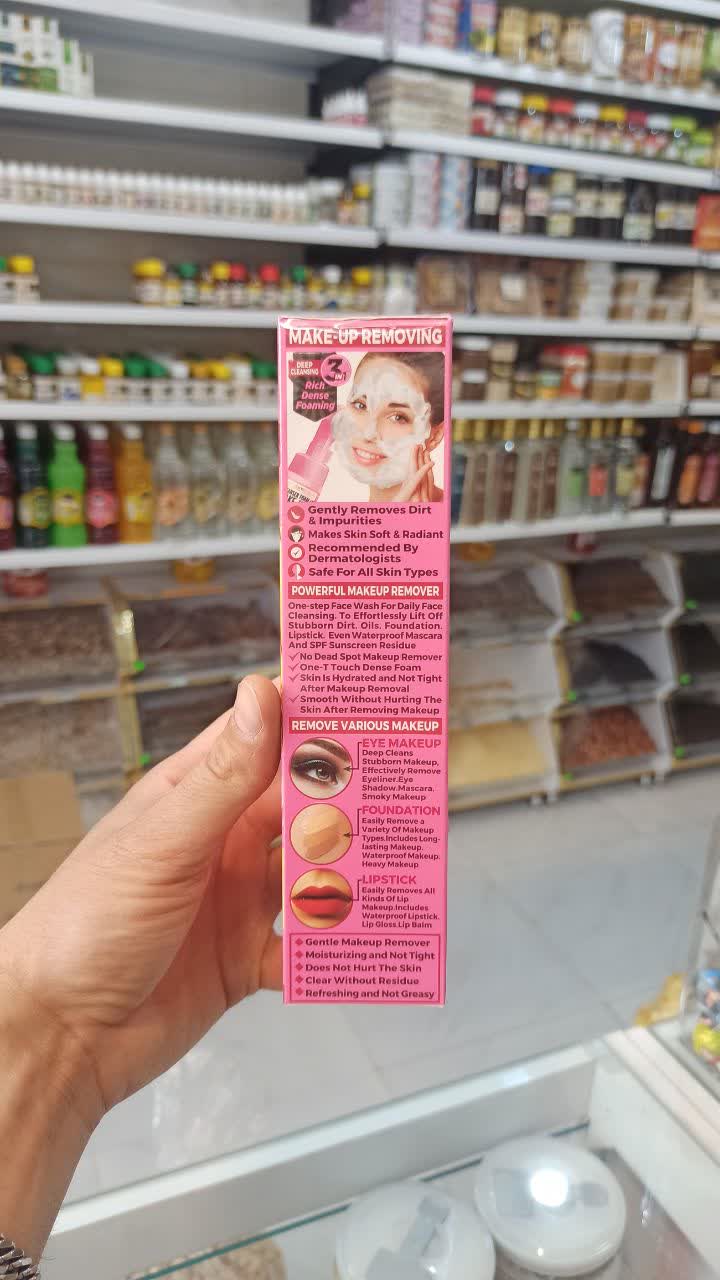 MAKE-UP REMOVING
DEEP
CLEANSING
3
IN 1
Rich
Dense
Foaming
Gently Removes Dirt
& Impurities
Makes Skin Soft & Radiant
Recommended By
Dermatologists
Safe For All Skin Types
POWERFUL MAKEUP REMOVER
One-step Face Wash For Daily Face
Cleansing. To Effortlessly Lift Off
Stubborn Dirt. Oils. Foundation.
Lipstick. Even Waterproof Mascara
And SPF Sunscreen Residue
No Dead Spot Makeup Remover
One-T Touch Dense Foam
Skin Is Hydrated and Not Tight
After Makeup Removal
Smooth Without Hurting The
Skin After Removing Makeup
REMOVE VARIOUS MAKEUP
EYE MAKEUP
Deep Cleans
Stubborn Makeup,
Effectively Remove
Eyeliner.Eye
Shadow.Mascara.
Smoky Makeup
FOUNDATION
Easily Remove a
Variety Of Makeup
Types.Includes Long-
lasting Makeup.
Waterproof Makeup.
Heavy Makeup
LIPSTICK
Easily Removes All
Kinds Of Lip
Makeup.Includes
Waterproof Lipstick.
Lip Gloss.Lip Balm
Gentle Makeup Remover
Moisturizing and Not Tight
Does Not Hurt The Skin
Clear Without Residue
Refreshing and Not Greasy